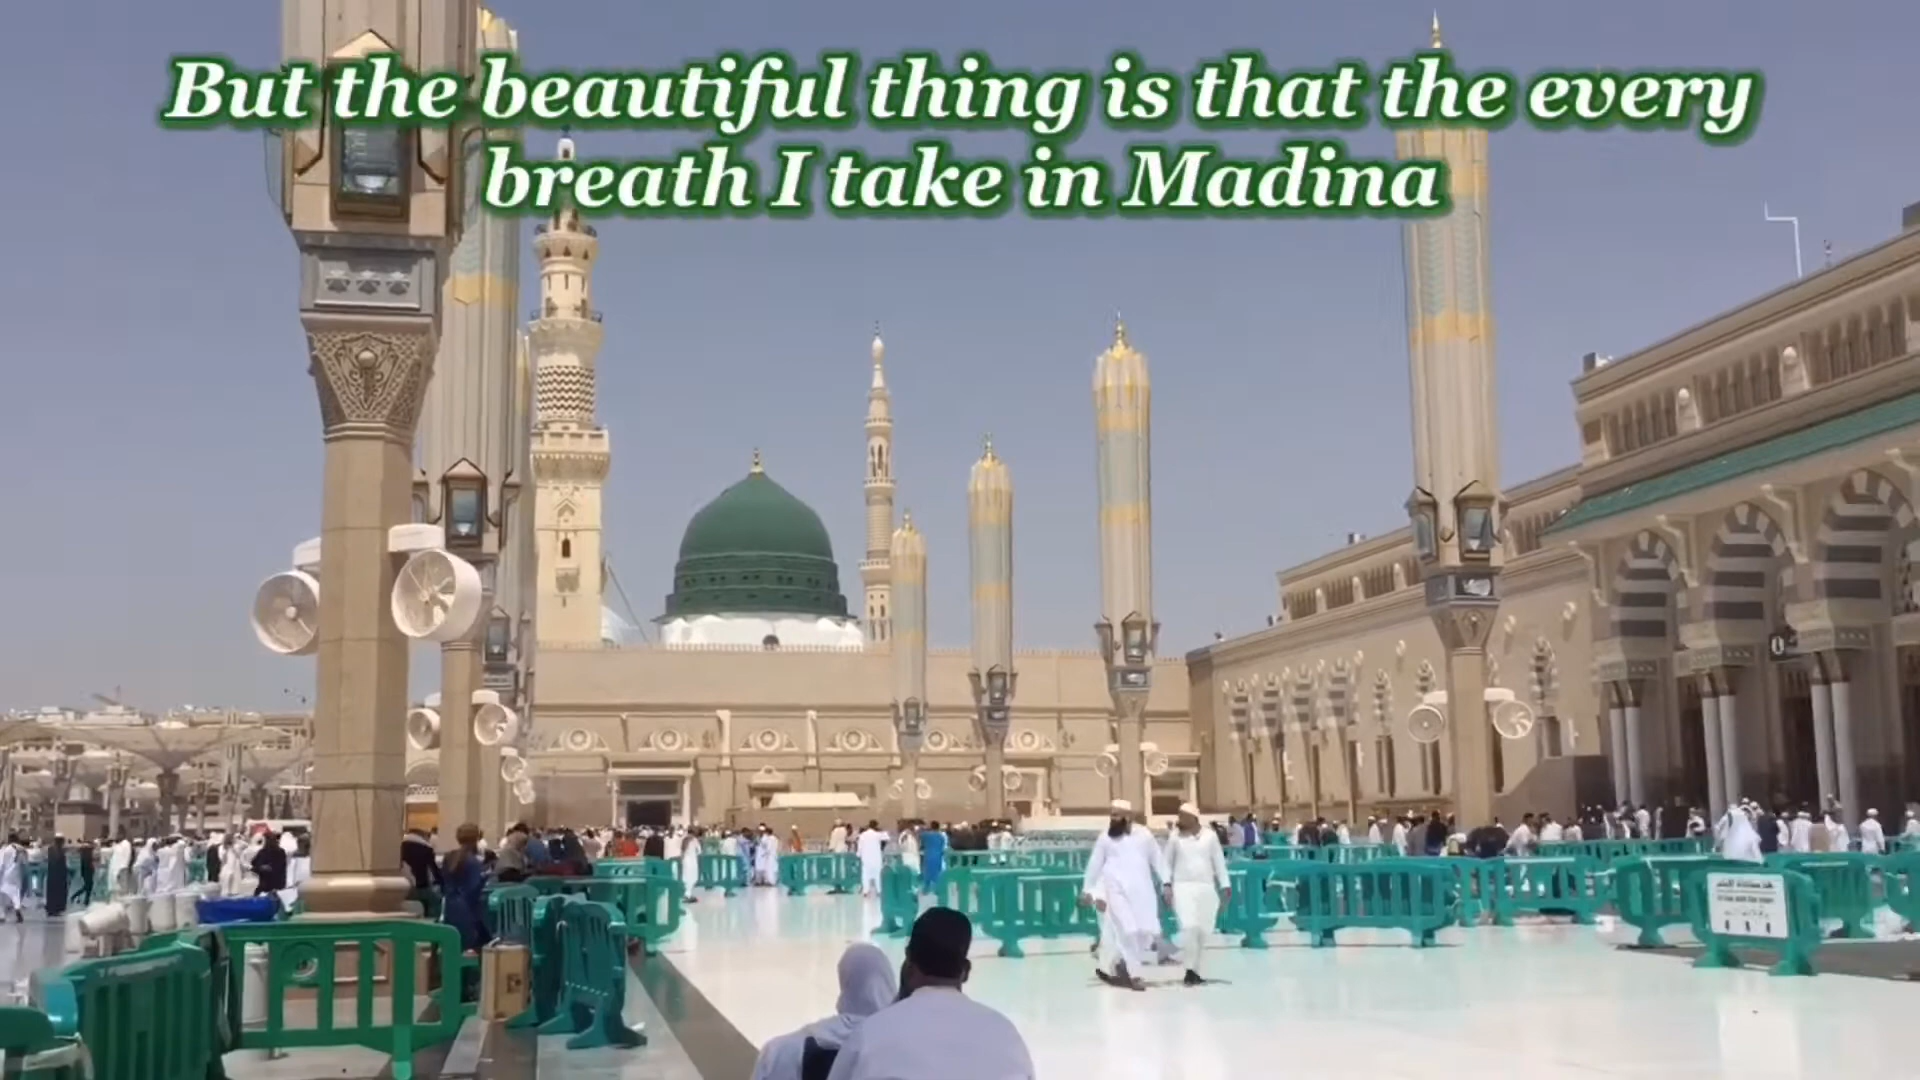 But the beautiful thing is that the every
breath I take in Madina